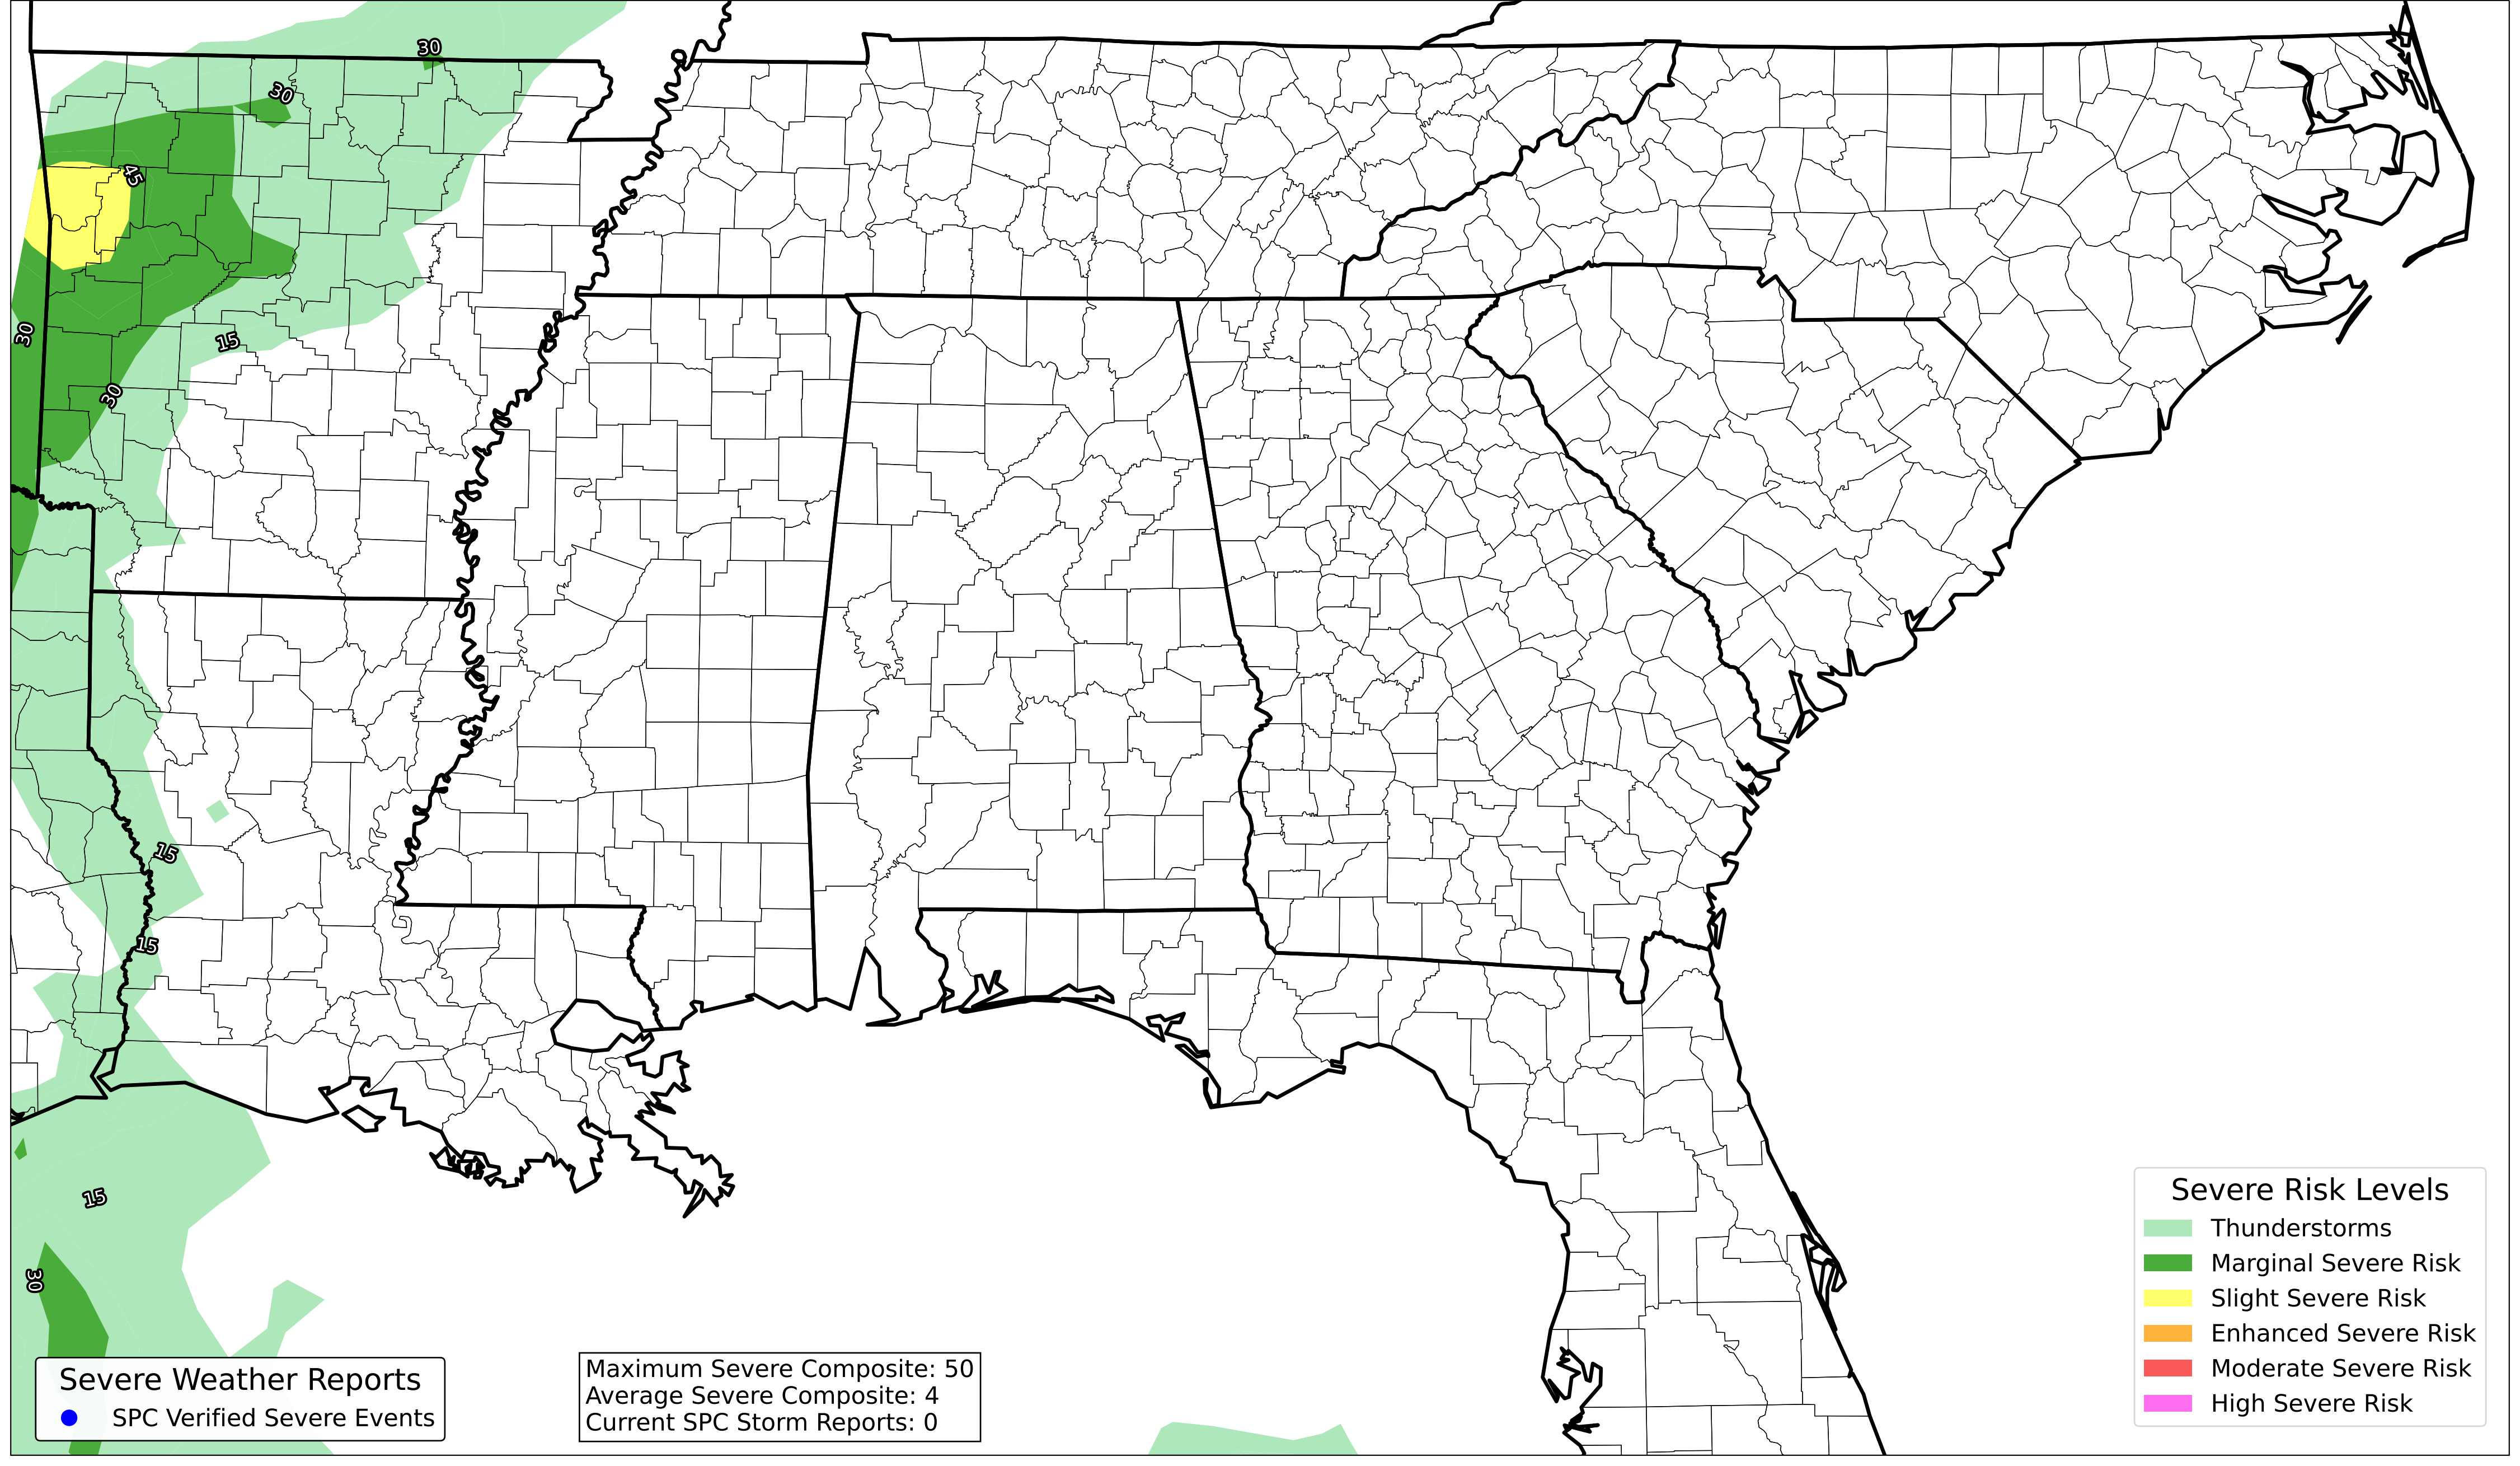 30
30
45
30
15
30
15
15
15
30
Severe Weather Reports
SPC Verified Severe Events
Maximum Severe Composite: 50
Average Severe Composite: 4
Current SPC Storm Reports: 0
Severe Risk Levels
Thunderstorms
Marginal Severe Risk
Slight Severe Risk
Enhanced Severe Risk
Moderate Severe Risk
High Severe Risk